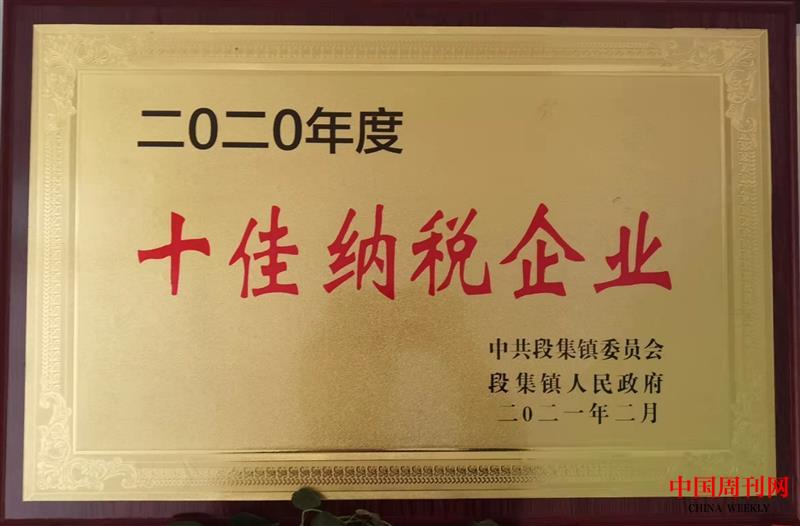 二0二0年度
十佳纳税企业
中共段集镇委员会
段集镇人民政府
二0二一年二月
中国周刊网
CHINA WEEKLY